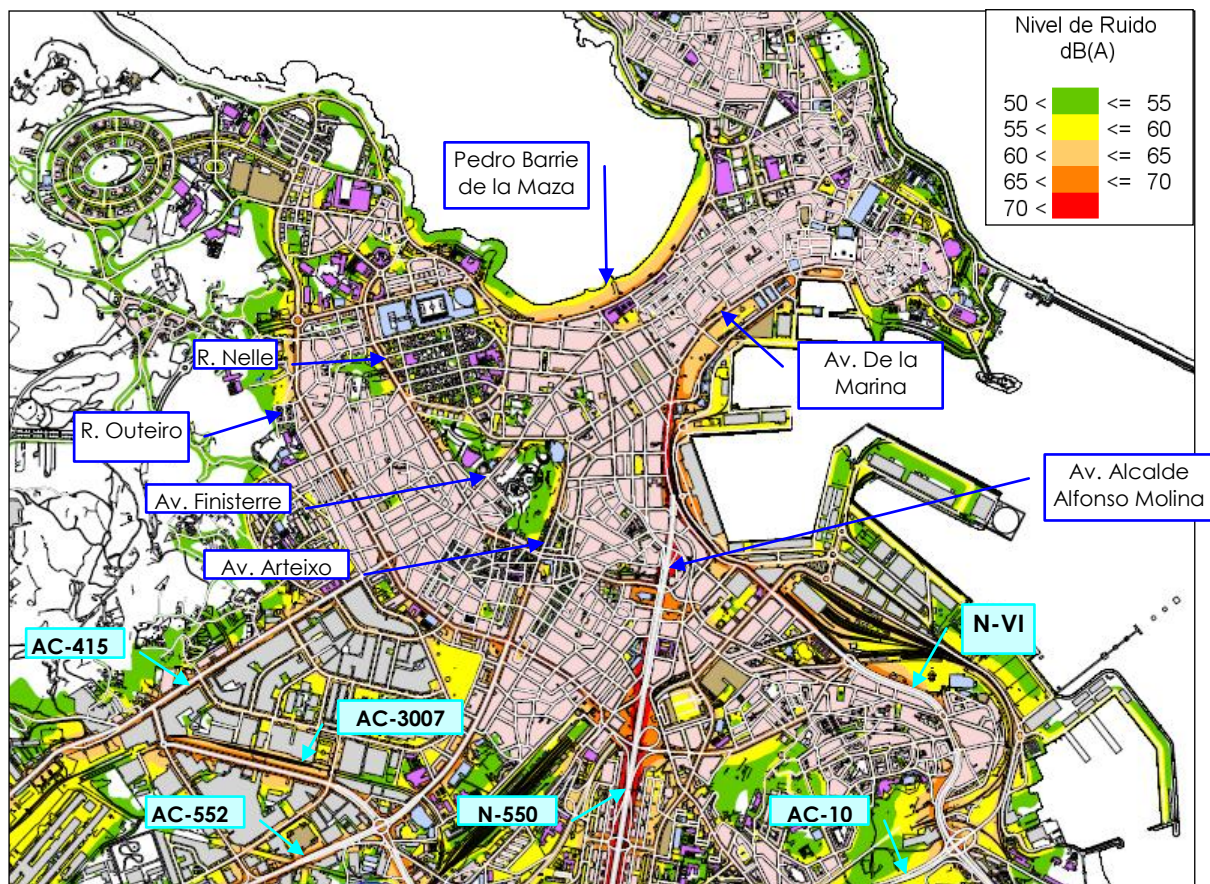 Nivel de Ruido
dB(A)
50 < <= 55
55 < <= 60
60 < <= 65
65 < <= 70
70 <
Pedro Barrie
de la Maza
R. Nelle
Av. De la
Marina
R. Outeiro
Av. Alcalde
Alfonso Molina
Av. Finisterre
Av. Arteixo
N-VI
AC-415
AC-3007
AC-552
N-550
AC-10